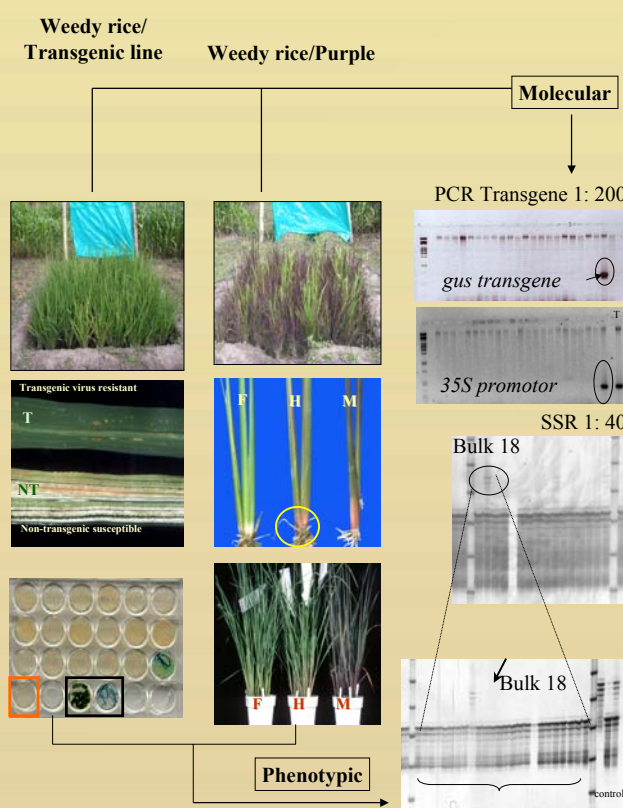 Weedy rice/
Transgenic line
Weedy rice/Purple
Molecular
PCR Transgene 1: 200
gus transgene
T
35S promotor
SSR 1: 40
Bulk 18
Transgenic virus resistant
T
NT
Non-transgenic susceptible
F H M
F H M
Bulk 18
Phenotypic
control